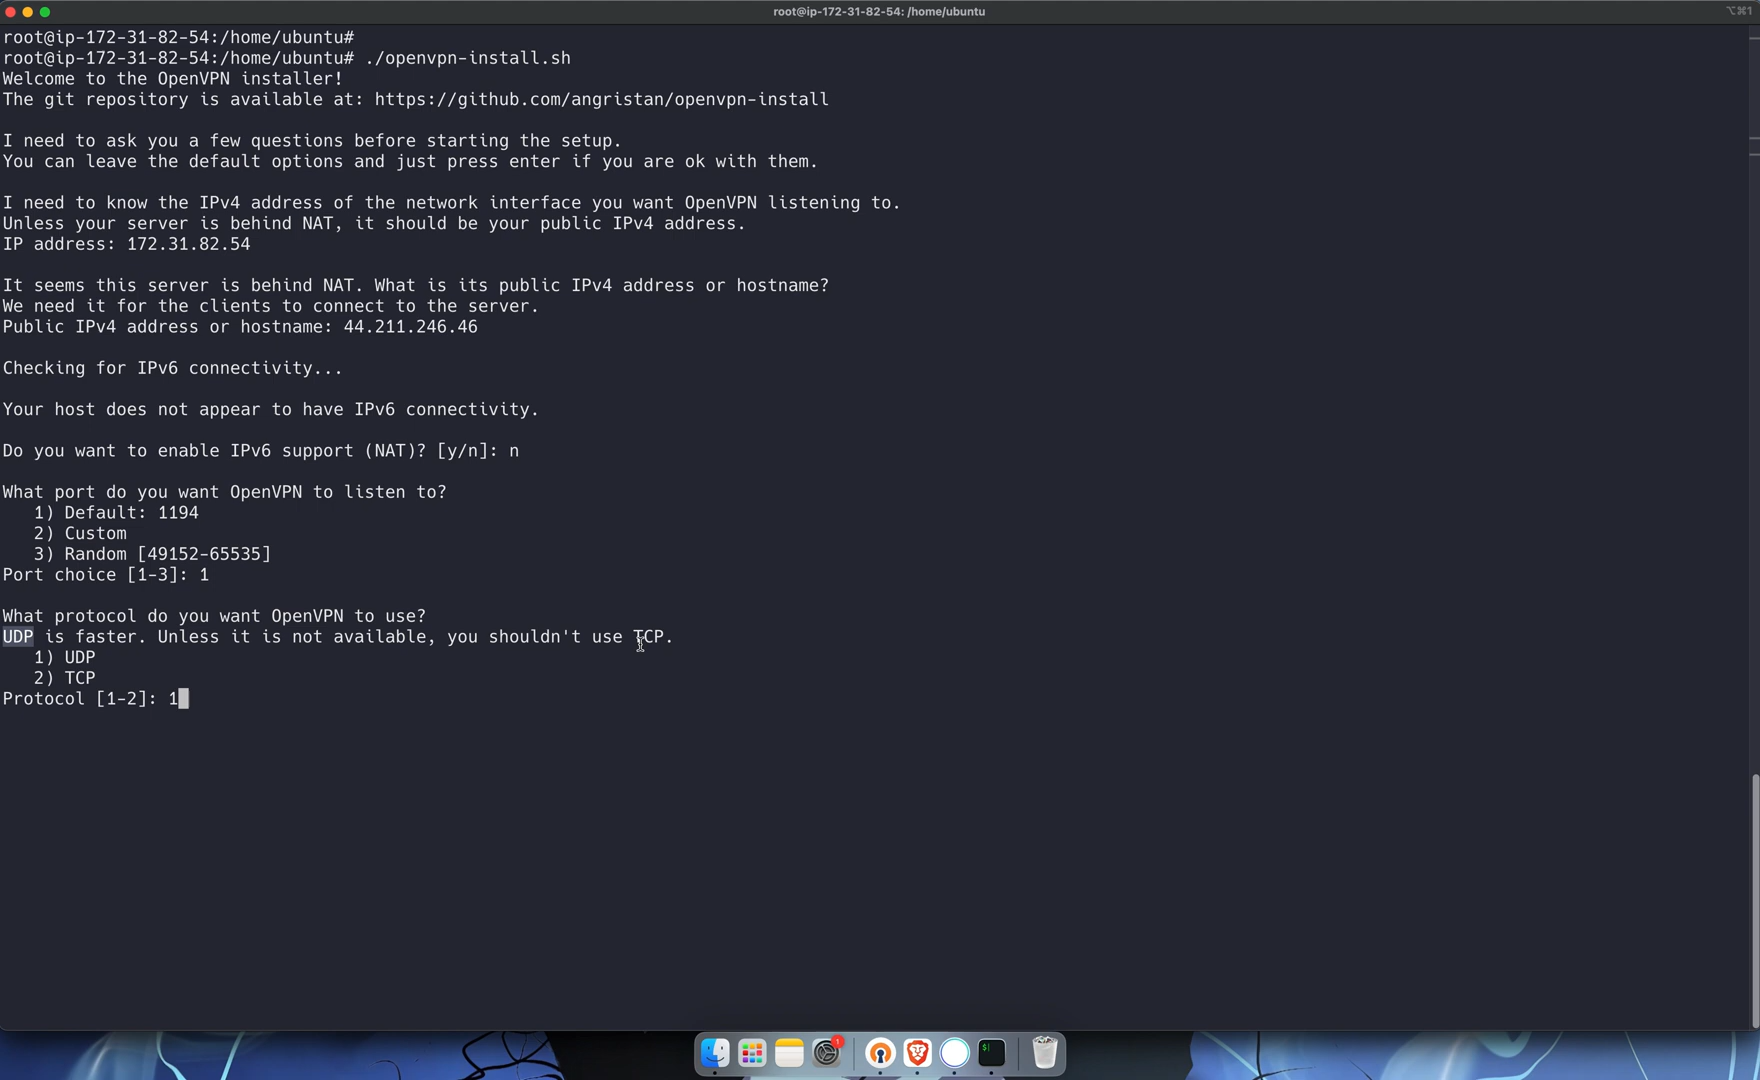 root@ip-172-31-82-54: /home/ubuntu
⌥⌘1
root@ip-172-31-82-54:/home/ubuntu#
root@ip-172-31-82-54:/home/ubuntu# ./openvpn-install.sh
Welcome to the OpenVPN installer!
The git repository is available at: https://github.com/angristan/openvpn-install
I need to ask you a few questions before starting the setup.
You can leave the default options and just press enter if you are ok with them.
I need to know the IPv4 address of the network interface you want OpenVPN listening to.
Unless your server is behind NAT, it should be your public IPv4 address.
IP address: 172.31.82.54
It seems this server is behind NAT. What is its public IPv4 address or hostname?
We need it for the clients to connect to the server.
Public IPv4 address or hostname: 44.211.246.46
Checking for IPv6 connectivity...
Your host does not appear to have IPv6 connectivity.
Do you want to enable IPv6 support (NAT)? [y/n]: n
What port do you want OpenVPN to listen to?
1) Default: 1194
2) Custom
3) Random [49152-65535]
Port choice [1-3]: 1
What protocol do you want OpenVPN to use?
UDP is faster. Unless it is not available, you shouldn't use TCP.
1) UDP
2) TCP
Protocol [1-2]: 1
1
$